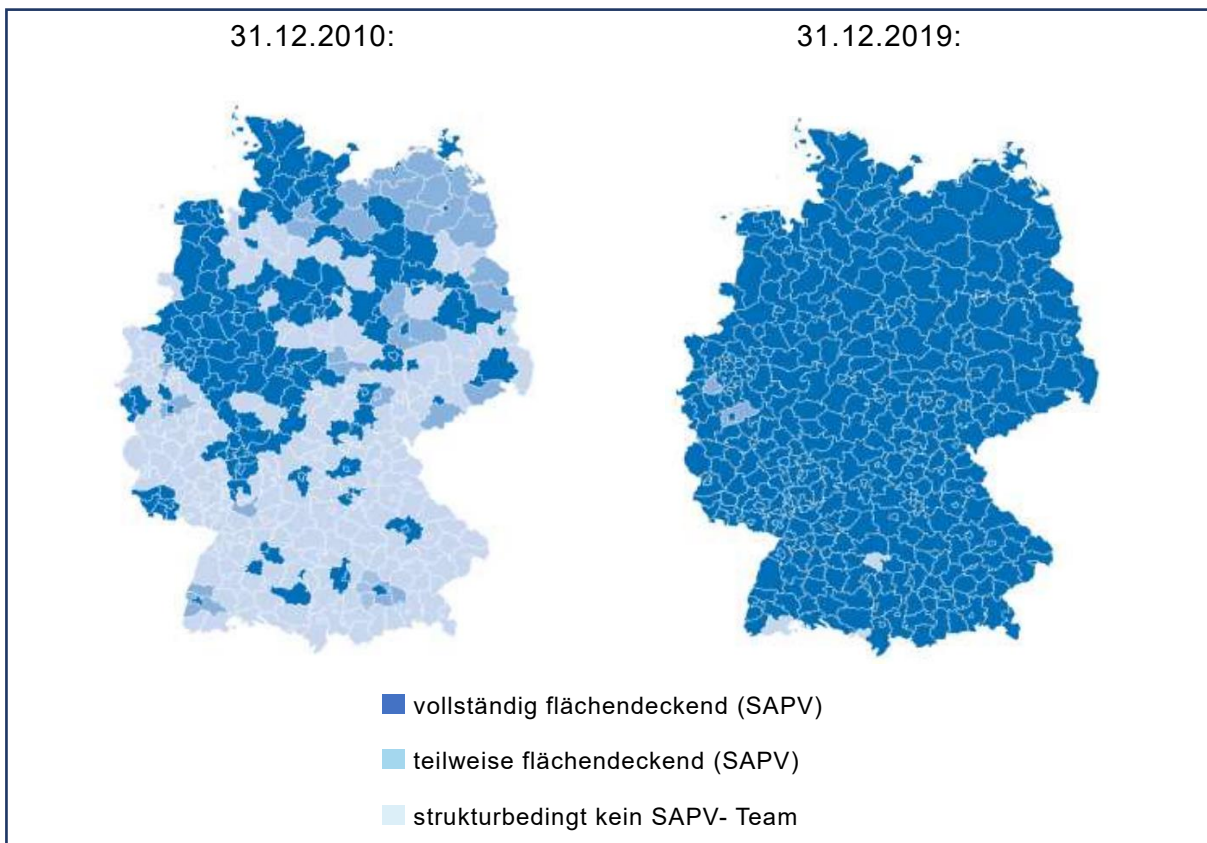 31.12.2010:
31.12.2019:
vollständig flächendeckend (SAPV)
teilweise flächendeckend (SAPV)
strukturbedingt kein SAPV- Team